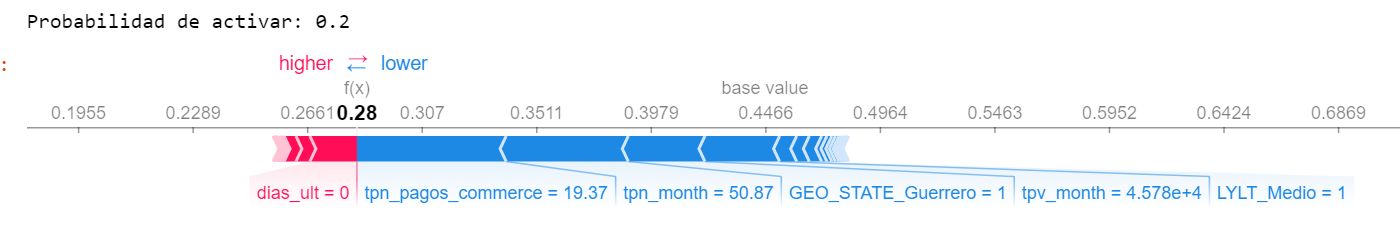 Probabilidad de activar: 0.2
:
higher lower
f(x) base value
0.1955 0.2289 0.2661 0.28 0.307 0.3511 0.3979 0.4466 0.4964 0.5463 0.5952 0.6424 0.6869
dias_ult = 0 tpn_pagos_commerce = 19.37 tpn_month = 50.87 GEO_STATE_Guerrero = 1 tpv_month = 4.578e+4 LYLT_Medio = 1